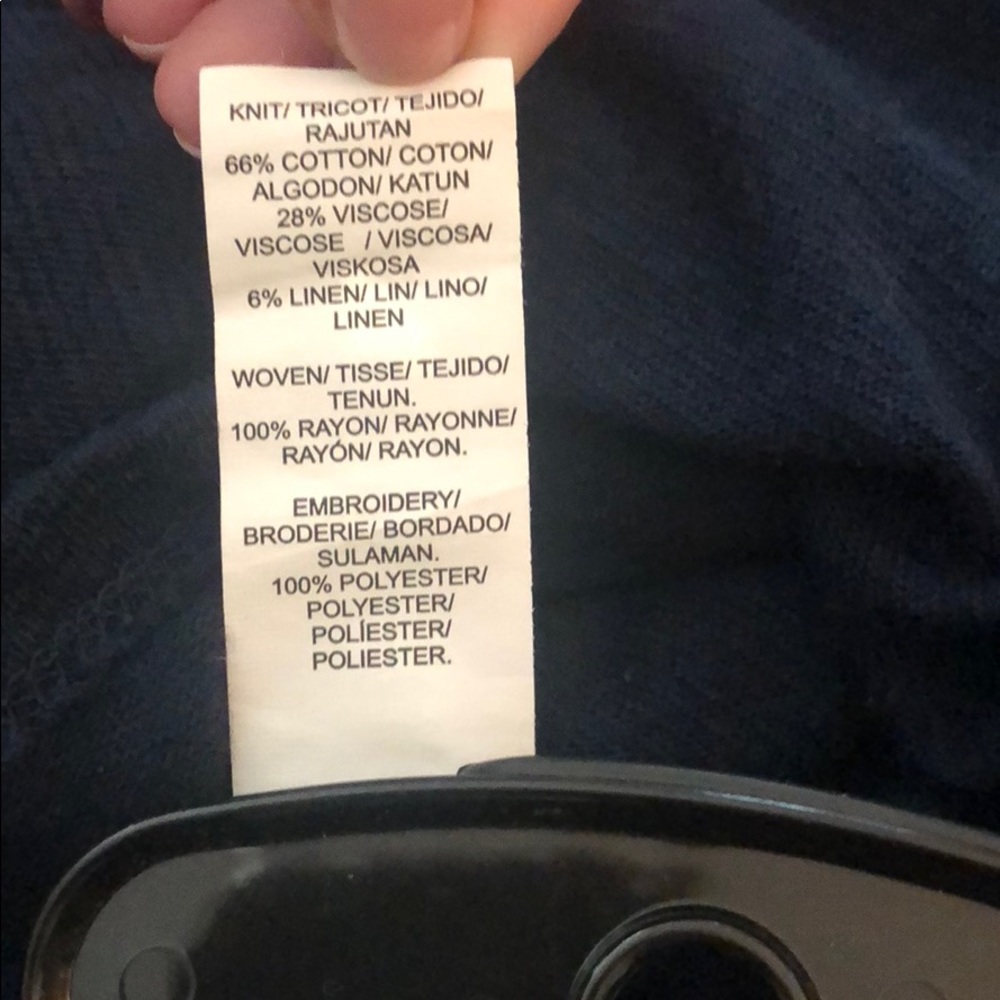 KNIT/ TRICOT/ TEJIDO/
RAJUTAN
66% COTTON/ COTON/
ALGODON/ KATUN
28% VISCOSE/
VISCOSE / VISCOSA/
VISKOSA
6% LINEN/ LIN/ LINO/
LINEN
WOVEN/ TISSE/ TEJIDO/
TENUN.
100% RAYON/ RAYONNE/
RAYÓN/ RAYON.
EMBROIDERY/
BRODERIE/ BORDADO/
SULAMAN.
100% POLYESTER/
POLYESTER/
POLÍESTER/
POLIESTER.